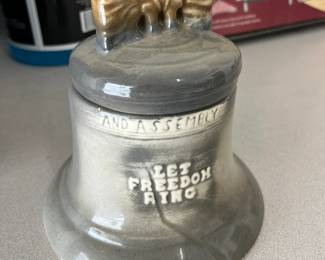 AND ASSEMBLY
LET
FREEDOM
RING